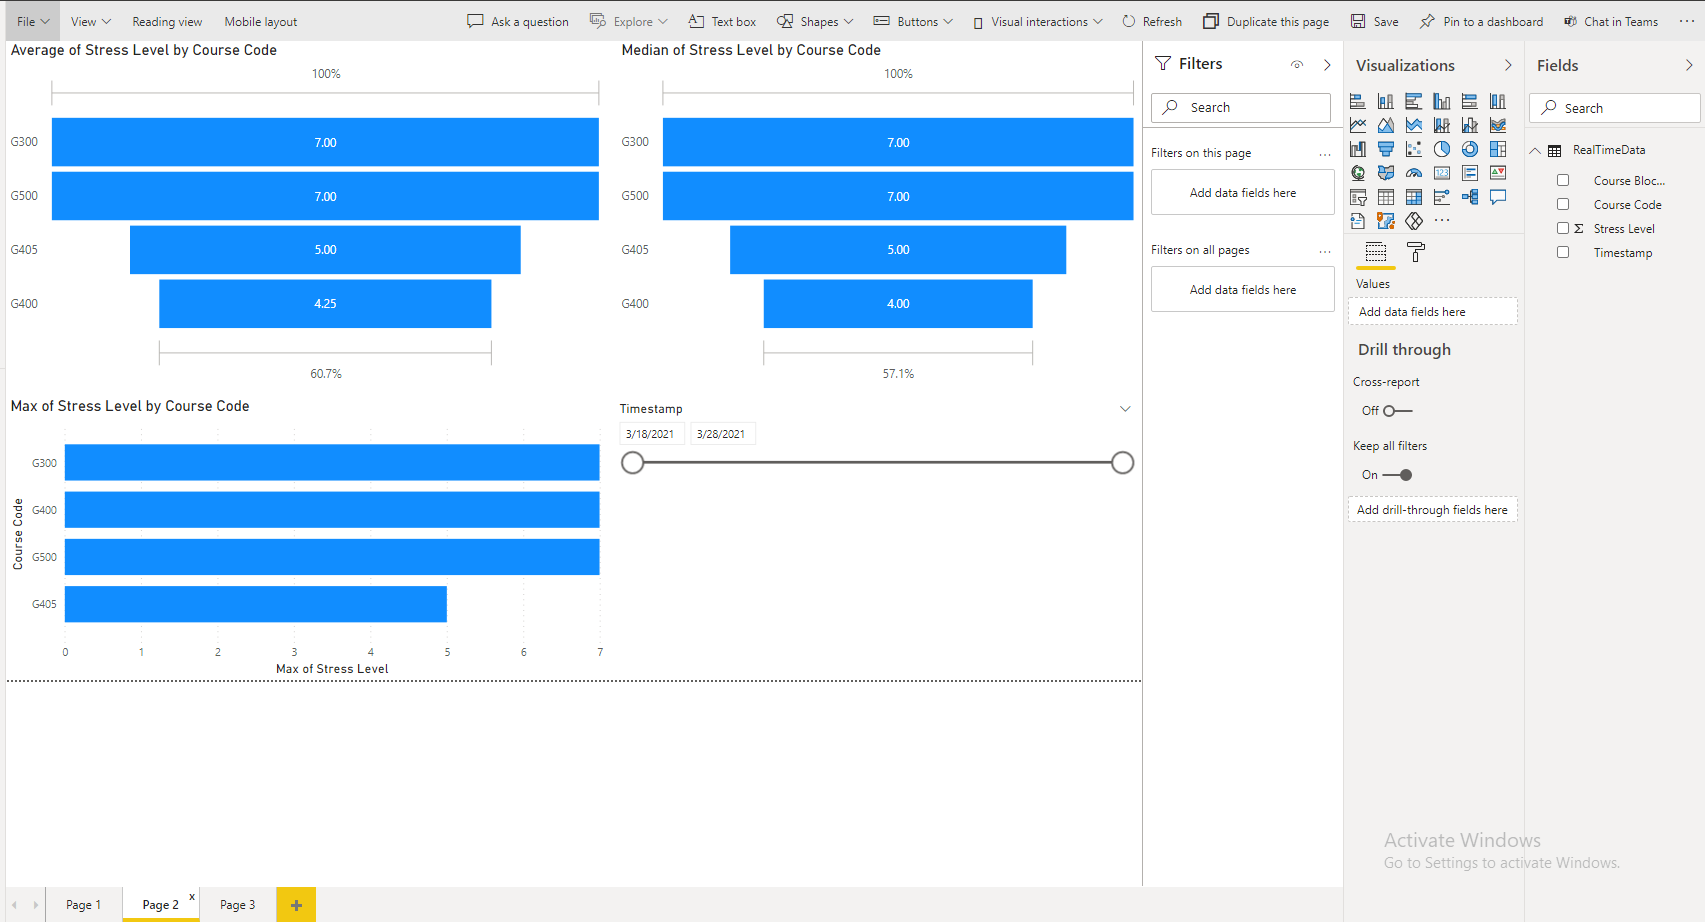 File View Reading view Mobile layout Ask a question Explore Text box Shapes Buttons Visual interactions Refresh Duplicate this page Save Pin to a dashboard Chat in Teams ...
Average of Stress Level by Course Code
100%
G300 7.00
G500 7.00
G405 5.00
G400 4.25
60.7%
Median of Stress Level by Course Code
100%
G300 7.00
G500 7.00
G405 5.00
G400 4.00
57.1%
Max of Stress Level by Course Code
Course Code
G300
G400
G500
G405
0 1 2 3 4 5 6 7
Max of Stress Level
Timestamp
3/18/2021 3/28/2021
Filters
Search
Filters on this page ...
Add data fields here
Filters on all pages ...
Add data fields here
Visualizations
123
...
Values
Add data fields here
Drill through
Cross-report
Off
Keep all filters
On
Add drill-through fields here
Fields
Search
RealTimeData
Course Bloc...
Course Code
Σ Stress Level
Timestamp
Activate Windows
Go to Settings to activate Windows.
Page 1 Page 2 x Page 3 +